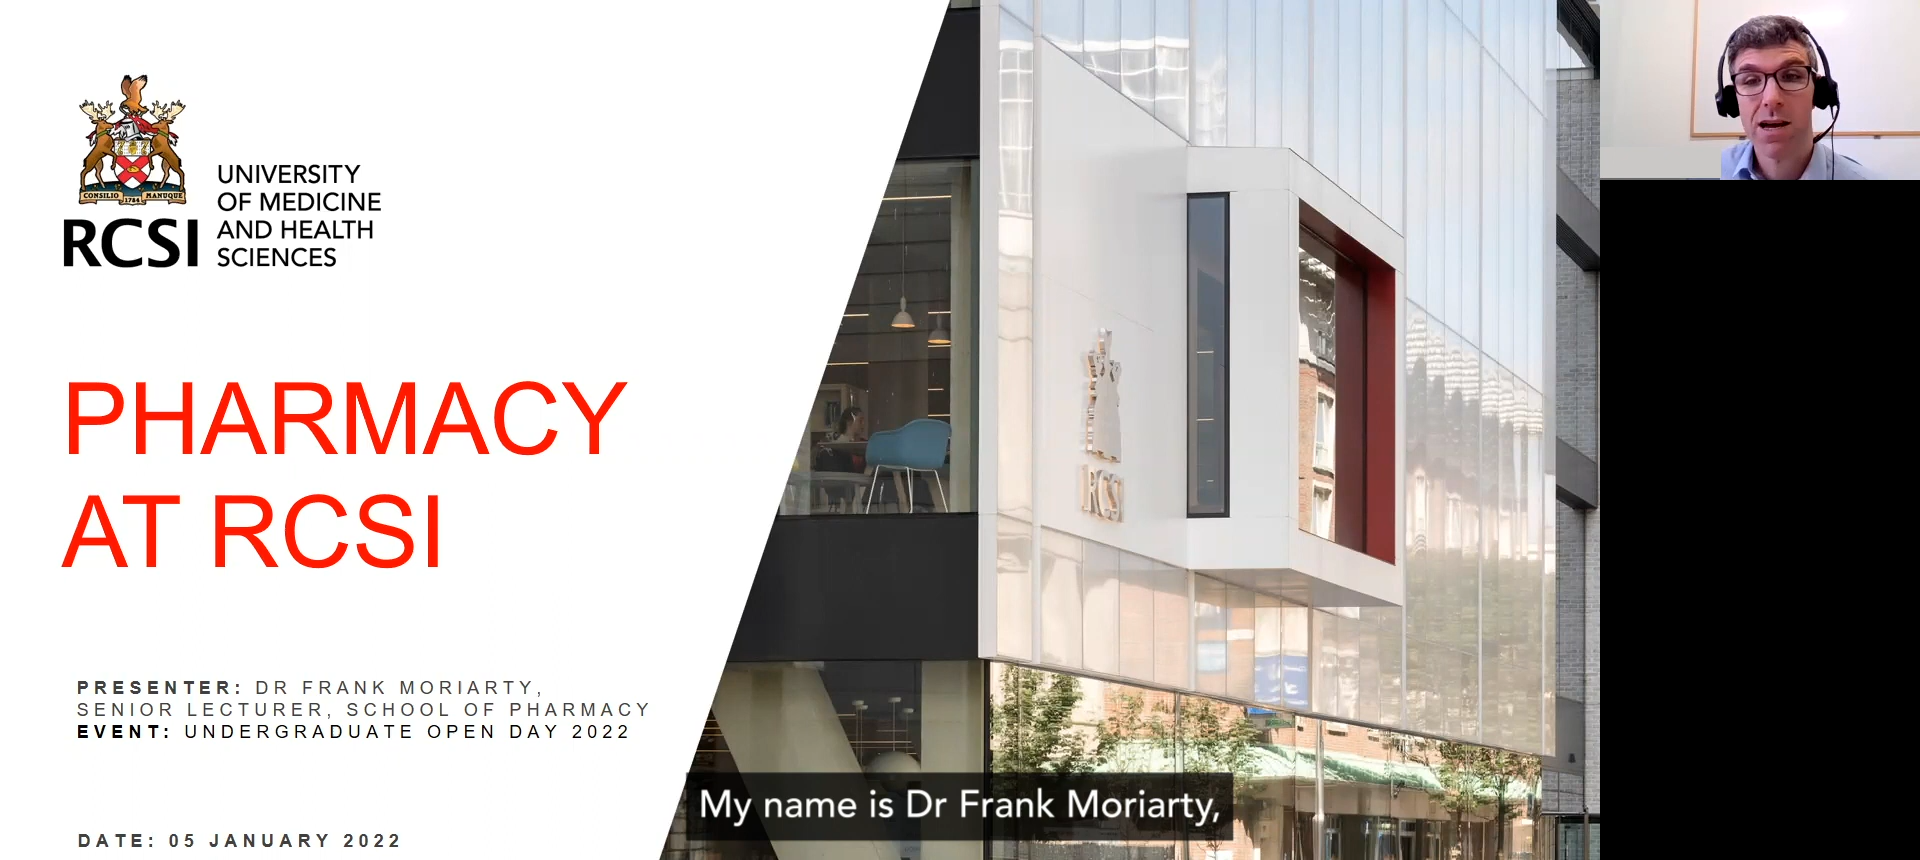 CONSILIO 1784 MANUQUE
RCSI
UNIVERSITY
OF MEDICINE
AND HEALTH
SCIENCES
PHARMACY
AT RCSI
PRESENTER: DR FRANK MORIARTY,
SENIOR LECTURER, SCHOOL OF PHARMACY
EVENT: UNDERGRADUATE OPEN DAY 2022
DATE: 05 JANUARY 2022
RCSI
My name is Dr Frank Moriarty,